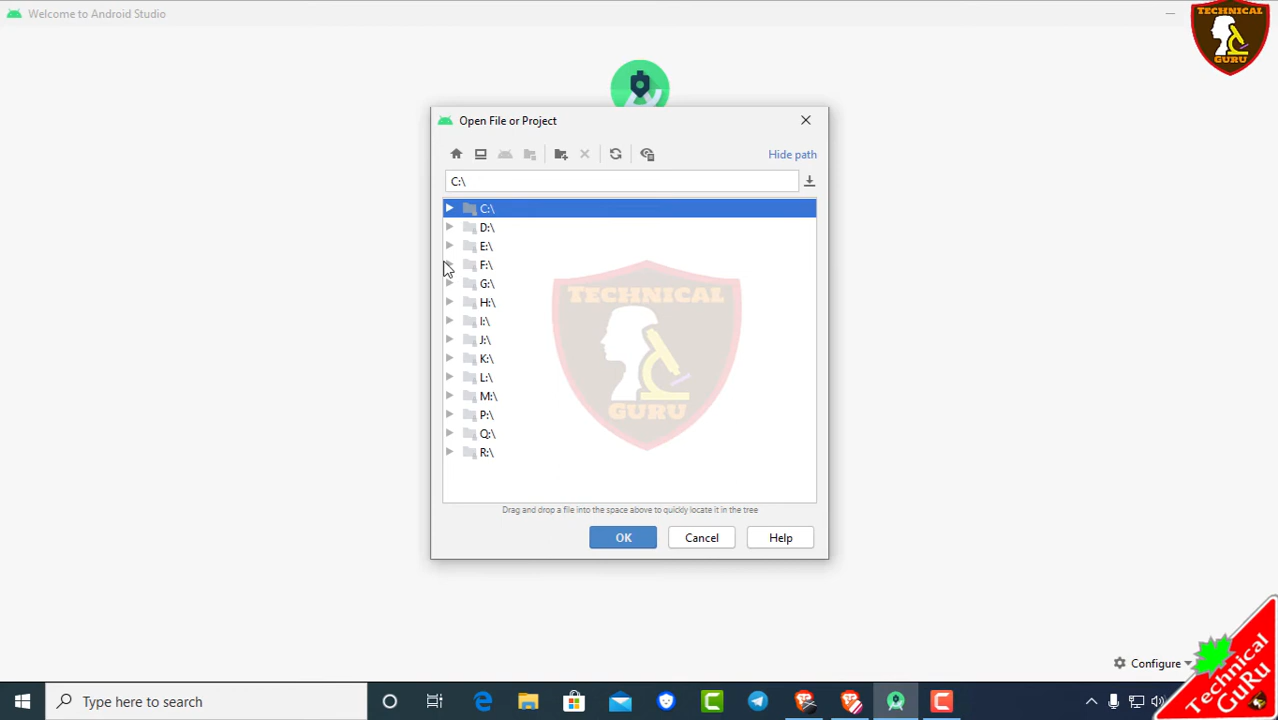 Welcome to Android Studio
TECHNICAL
GURU
Open File or Project
Hide path
C:\
C:\
D:\
E:\
F:\
G:\
H:\
I:\
J:\
K:\
L:\
M:\
P:\
Q:\
R:\
TECHNICAL
GURU
Drag and drop a file into the space above to quickly locate it in the tree
OK
Cancel
Help
Configure
Technical
GuRu
Type here to search